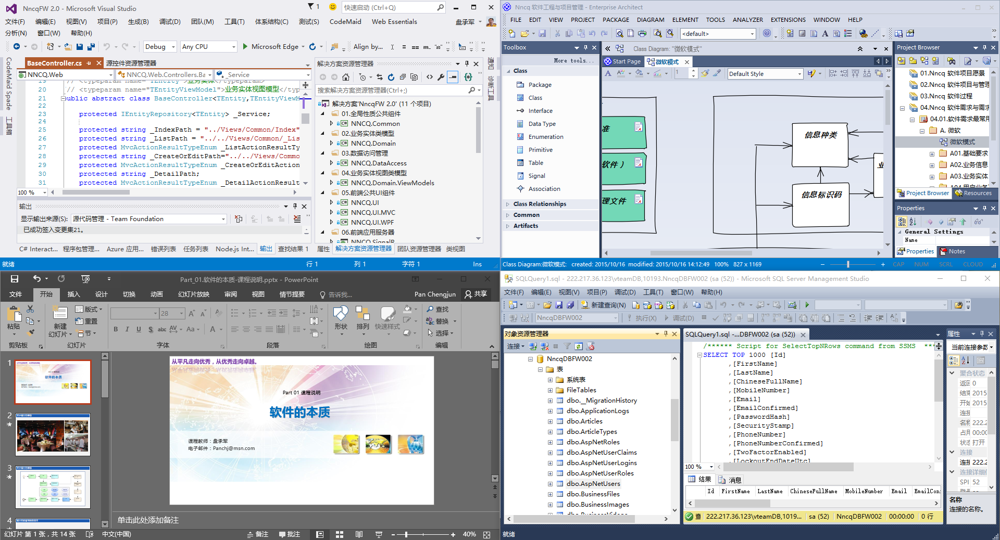 NncqFW 2.0 - Microsoft Visual Studio
1
快速启动 (Ctrl+Q)
文件(F) 编辑(E) 视图(V) 项目(P) 生成(B) 调试(D) 团队(M) 工具(T) 体系结构(C) 测试(S) CodeMaid Web Essentials 盘承军
分析(N) 窗口(W) 帮助(H)
Debug Any CPU Microsoft Edge Align by...
CodeMaid Spade
工具箱
BaseController.cs 源控件资源管理器
NNCQ.Web NNCQ.Web.Controllers.Ba _Service
19 // <typeparam name="TEntity">业务实体</typeparam>
20 // <typeparam name="TEntityViewModel">业务实体视图模型</typ
21 ublic abstract class BaseController<TEntity,TEntityViewM
22
23 protected IEntityRepository<TEntity> _Service;
24
25 protected string _IndexPath = "../Views/Common/Index"
26 protected string _ListPath = "../../Views/Common/_Lis
27 protected MvcActionResultTypeEnum _ListActionResultTy
28 protected string _CreateOrEditPath="../../Views/Commo
29 protected MvcActionResultTypeEnum _CreateOrEditAction
30 protected string _DetailPath;
31 protected MvcActionResultTypeEnum _DetailActionResult
100 %
输出
显示输出来源(S): 源代码管理 - Team Foundation
已成功签入变更集21。
C# Interact... 程序包管理... Azure 应用... 错误列表 任务列表 Node.js Int... 输出 查找结果 1
解决方案资源管理器
搜索解决方案资源管理器(Ctrl+;)
解决方案'NncqFW 2.0' (11 个项目)
01.全局性质公共组件
NNCQ.Common
02.业务实体类模型
NNCQ.Domain
03.数据访问管理
NNCQ.DataAccess
04.业务实体视图类模型
NNCQ.Domain.ViewModels
05.前端公共UI组件
NNCQ.UI
NNCQ.UI.MVC
NNCQ.UI.WPF
06.前端应用服务器
NNCQ.SignalR
属性 解决方案资源管理器 团队资源管理器 类视图
通知
诊断工具
就绪 行 1 列 1 字符 1 Ins
Nncq 软件工程与项目管理 - Enterprise Architect
FILE EDIT VIEW PROJECT PACKAGE DIAGRAM ELEMENT TOOLS ANALYZER EXTENSIONS WINDOW HELP
<default>
Toolbox
More tools...
Class
Package
Class
Interface
Data Type
Enumeration
Primitive
Table
Signal
Association
Class Relationships
Common
Artifacts
Class Diagram: "微软模式"
Start Page 微软模式
1 Default Style
准
软件）
理文件
信息种类
信息标识码
业
Project Browser
01.Nncq 软件项目愿景
02.Nncq 项目与管理
03.Nncq 软件过程
04.Nncq 软件需求与需求
04.01.软件需求最常用
A. 微软
微软模式
A01.基础要求
A02.业务信息
A03.业务实体
A04.用户业务
Project Browser Resources
Properties
General Settings
Name
Properties Notes
Class Diagram:微软模式: created: 2015/10/16 modified: 2015/10/16 14:12:49 100% 827 x 1169 CAP NUM SCRL CLOUD
Part_01.软件的本质-课程说明.pptx - PowerPoint
文件 开始 插入 设计 切换 动画 幻灯片放映 审阅 视图 情节提要 告诉我... Pan Chengjun 共享
粘贴 新建 幻灯片 版式 重置 节 28 形状 排列 快速样式 查找 替换 选择
B I U S abc AV Aa A
剪贴板 幻灯片 字体 段落 绘图 编辑
1
2
3
4
从平凡走向优秀，从优秀走向卓越。
Part 01 课程说明
软件的本质
课程教师：盘承军
电子邮件：Panchj@msn.com
单击此处添加备注
幻灯片 第 1 张，共 14 张 中文(中国) 备注 批注 40%
SQLQuery1.sql - 222.217.36.123\vteamDB,10193.NncqDBFW002 (sa (52)) - Microsoft SQL Server Management Studio
文件(F) 编辑(E) 视图(V) 项目(P) 调试(D) 工具(T) 窗口(W) 帮助(H)
新建查询(N)
NncqDBFW002 执行(X) 调试(D)
对象资源管理器
连接
NncqDBFW002
表
系统表
FileTables
dbo.__MigrationHistory
dbo.ApplicationLogs
dbo.Articles
dbo.ArticleTypes
dbo.AspNetRoles
dbo.AspNetUserClaims
dbo.AspNetUserLogins
dbo.AspNetUserRoles
dbo.AspNetUsers
dbo.BusinessFiles
dbo.BusinessImages
dbo.BusinessVideos
SQLQuery1.sql -...DBFW002 (sa (52))
/****** Script for SelectTopNRows command from SSMS **
SELECT TOP 1000 [Id]
,[FirstName]
,[LastName]
,[ChineseFullName]
,[MobileNumber]
,[Email]
,[EmailConfirmed]
,[PasswordHash]
,[SecurityStamp]
,[PhoneNumber]
,[PhoneNumberConfirmed]
,[TwoFactorEnabled]
,[LockoutEndDateUtc]
100 %
结果 消息
Id FirstName LastName ChineseFullName MobileNumber Email EmailCon
查 222.217.36.123\vteamDB,1019... sa (52) NncqDBFW002 00:00:00 0 行
属性
当前连接参数
聚合状态
返回 0
结束 2015
开始 2015
连接
名称 222.2
占用 00:00
状态 打开
连接
连接 222.2
连接详细信
SPI 52
名称
连接的名称。
就绪